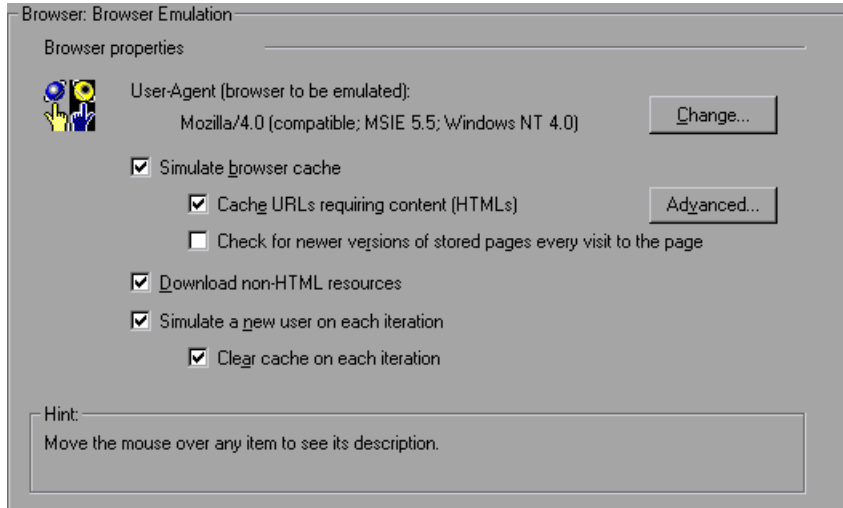 Browser: Browser Emulation
Browser properties
User-Agent (browser to be emulated):
Mozilla/4.0 (compatible; MSIE 5.5; Windows NT 4.0)
Change...
Simulate browser cache
Cache URLs requiring content (HTMLs)
Advanced...
Check for newer versions of stored pages every visit to the page
Download non-HTML resources
Simulate a new user on each iteration
Clear cache on each iteration
Hint:
Move the mouse over any item to see its description.